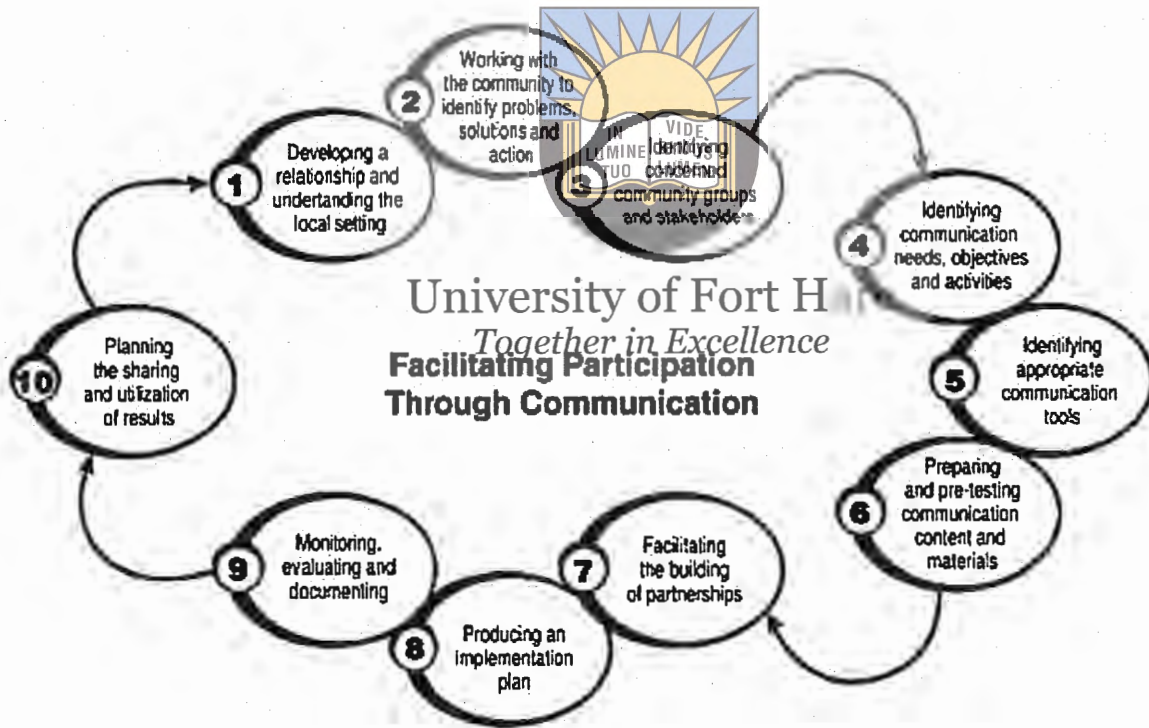 1
Developing a
relationship and
undertanding the
local setting
2
Working with
the community to
identify problems,
solutions and
action
3
Identifying
concerned
community groups
and stakeholders
IN
LUMINE
TUO
VIDE
LUMEN
4
Identifying
communication
needs, objectives
and activities
University of Fort H
Together in Excellence
Facilitating Participation
Through Communication
5
Identifying
appropriate
communication
tools
6
Preparing
and pre-testing
communication
content and
materials
7
Facilitating
the building
of partnerships
8
Producing an
implementation
plan
9
Monitoring,
evaluating and
documenting
10
Planning
the sharing
and utilization
of results